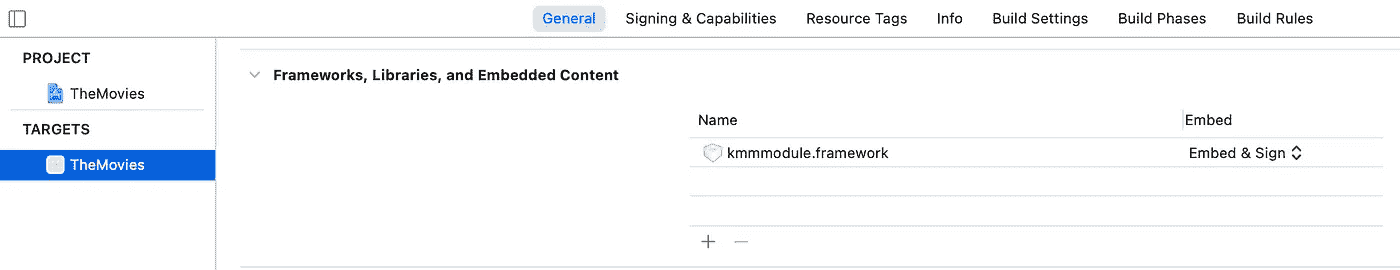 General Signing & Capabilities Resource Tags Info Build Settings Build Phases Build Rules
PROJECT
TheMovies
TARGETS
TheMovies
Frameworks, Libraries, and Embedded Content
Name Embed
kmmmodule.framework Embed & Sign